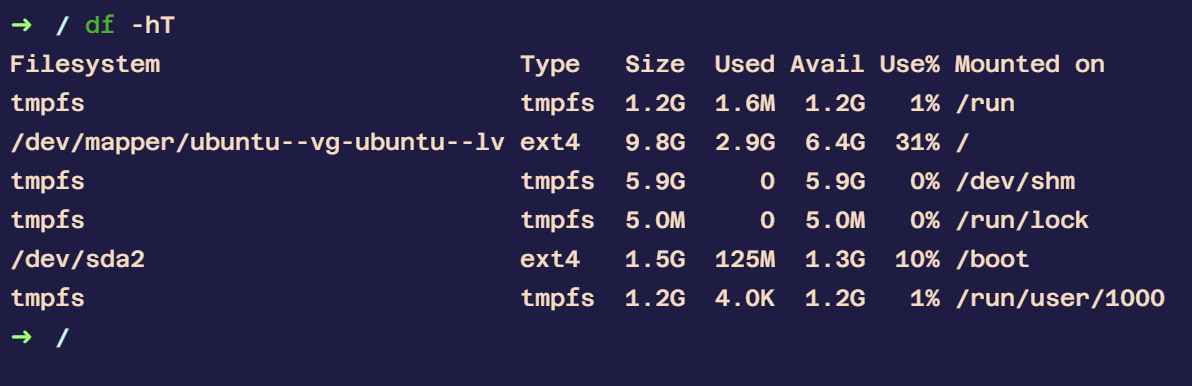 ➜  / df -hT
Filesystem                        Type   Size  Used Avail Use% Mounted on
tmpfs                             tmpfs  1.2G  1.6M  1.2G   1% /run
/dev/mapper/ubuntu--vg-ubuntu--lv ext4   9.8G  2.9G  6.4G  31% /
tmpfs                             tmpfs  5.9G     0  5.9G   0% /dev/shm
tmpfs                             tmpfs  5.0M     0  5.0M   0% /run/lock
/dev/sda2                         ext4   1.5G  125M  1.3G  10% /boot
tmpfs                             tmpfs  1.2G  4.0K  1.2G   1% /run/user/1000
➜  /